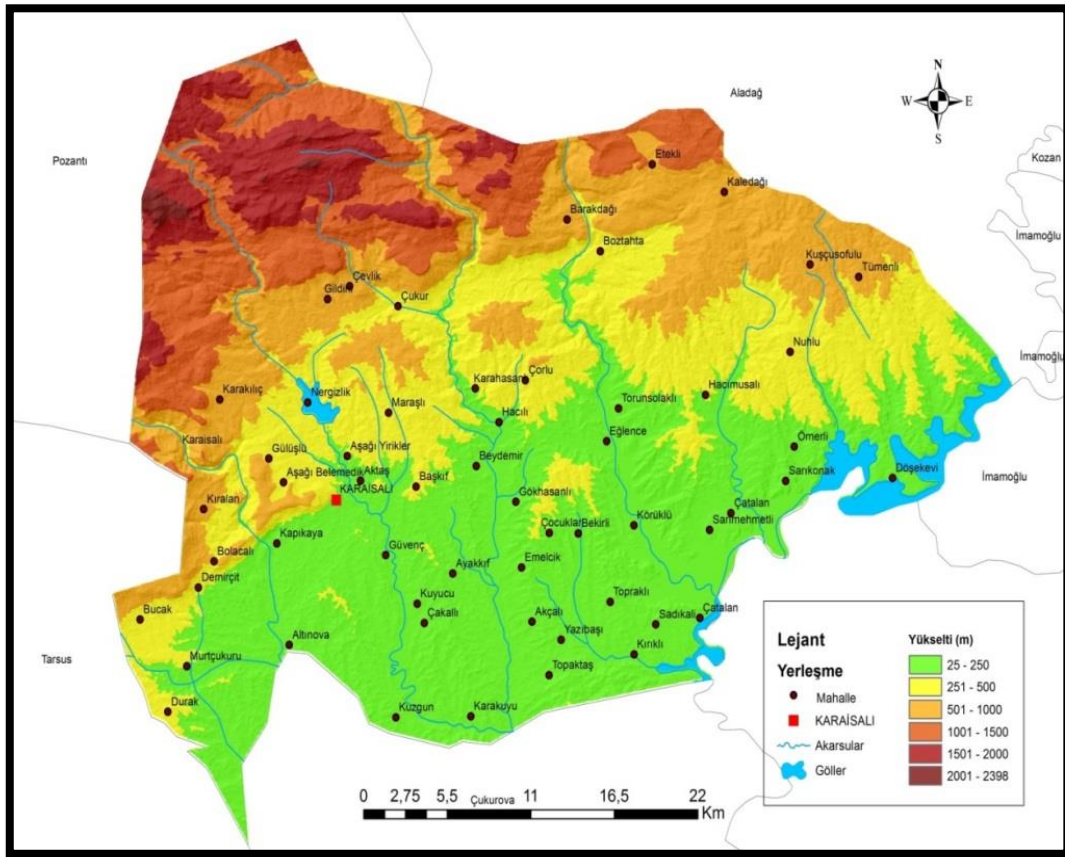 N
W E
S
Aladağ
Pozantı
Kozan
İmamoğlu
İmamoğlu
İmamoğlu
Tarsus
Çukurova
Etekli
Kaledağı
Barakdağı
Boztahta
Kuşçusofulu
Tümenli
Çevlik
Gildirli
Çukur
Nuhlu
Karahasanlı
Çorlu
Hacımusalı
Karakılıç
Nergizlik
Maraşlı
Torunsolaklı
Hacılı
Karaisalı
Eğlence
Ömerli
Gülüşlü
Aşağı Yirikler
Beydemir
Aşağı Belemedik
Aktaş
Başkıf
Sarıkonak
Döşekevi
KARAİSALI
Kıralan
Gökhasanlı
Çatalan
Körüklü
Sarımehmetli
Çocuklar
Bekirli
Kapıkaya
Güvenç
Bolacalı
Ayakkıf
Emelcik
Demirçit
Kuyucu
Topraklı
Bucak
Çakallı
Akçalı
Sadıkali
Çatalan
Yazıbaşı
Altınova
Kırıklı
Murtçukuru
Topaktaş
Durak
Kuzgun
Karakuyu
Lejant
Yerleşme
Mahalle
KARAİSALI
Akarsular
Göller
Yükselti (m)
25 - 250
251 - 500
501 - 1000
1001 - 1500
1501 - 2000
2001 - 2398
0 2,75 5,5 11 16,5 22
Km